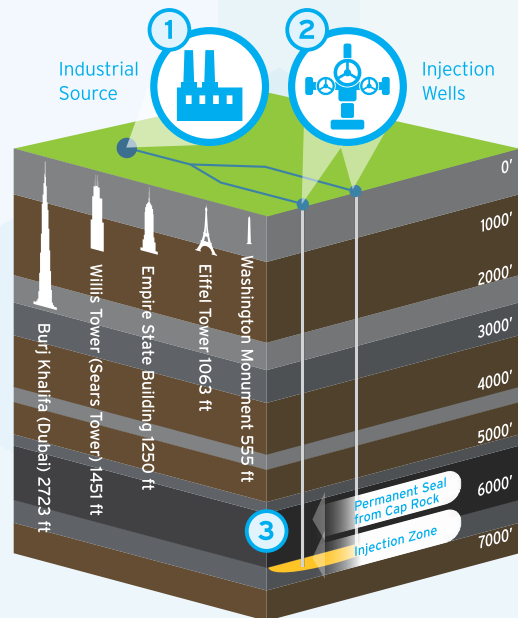 1
2
Industrial
Source
Injection
Wells
0'
1000'
2000'
3000'
4000'
5000'
6000'
7000'
Burj Khalifa (Dubai) 2723 ft
Willis Tower (Sears Tower) 1451 ft
Empire State Building 1250 ft
Eiffel Tower 1063 ft
Washington Monument 555 ft
3
Permanent Seal
from Cap Rock
Injection Zone